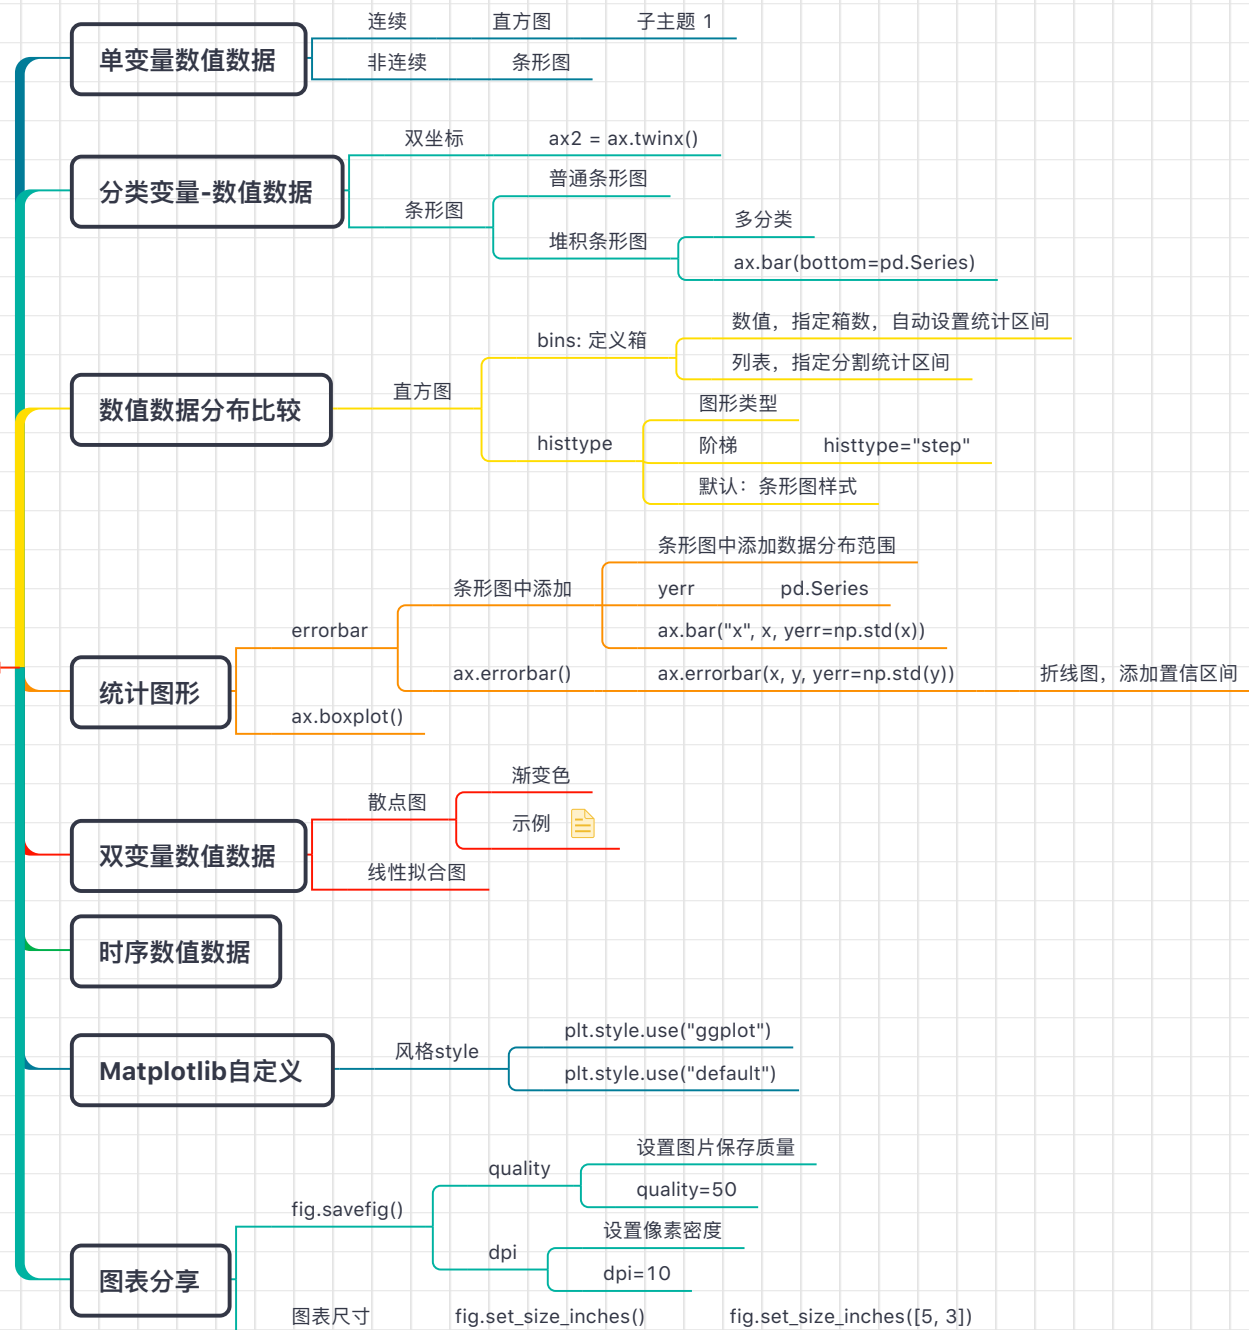 单变量数值数据
连续
直方图
子主题 1
非连续
条形图
分类变量-数值数据
双坐标
ax2 = ax.twinx()
条形图
普通条形图
堆积条形图
多分类
ax.bar(bottom=pd.Series)
数值数据分布比较
直方图
bins: 定义箱
数值，指定箱数，自动设置统计区间
列表，指定分割统计区间
histtype
图形类型
阶梯
histtype="step"
默认：条形图样式
统计图形
errorbar
条形图中添加
条形图中添加数据分布范围
yerr
pd.Series
ax.bar("x", x, yerr=np.std(x))
ax.errorbar()
ax.errorbar(x, y, yerr=np.std(y))
折线图，添加置信区间
ax.boxplot()
双变量数值数据
散点图
渐变色
示例
线性拟合图
时序数值数据
Matplotlib自定义
风格style
plt.style.use("ggplot")
plt.style.use("default")
图表分享
fig.savefig()
quality
设置图片保存质量
quality=50
dpi
设置像素密度
dpi=10
图表尺寸
fig.set_size_inches()
fig.set_size_inches([5, 3])